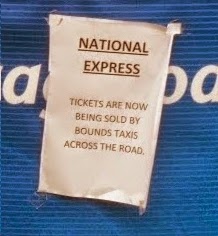 NATIONAL
EXPRESS
TICKETS ARE NOW
BEING SOLD BY
BOUNDS TAXIS
ACROSS THE ROAD.